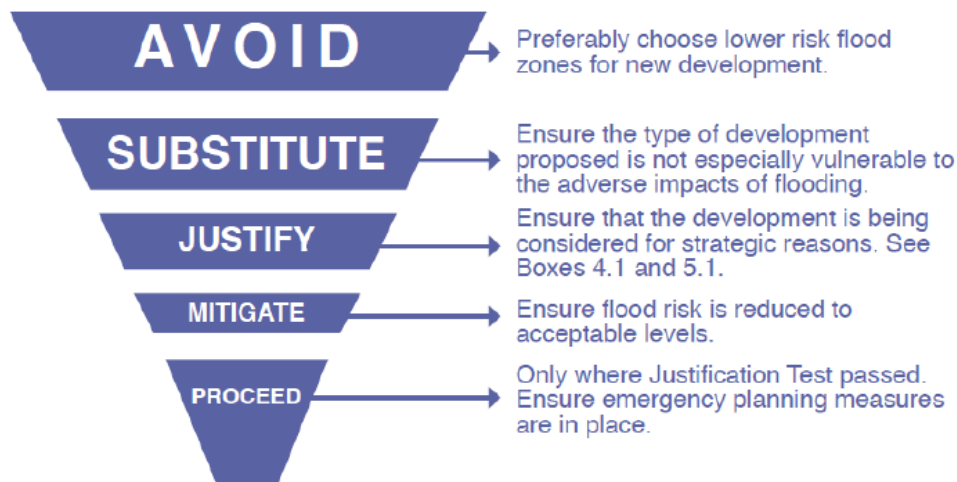 AVOID
Preferably choose lower risk flood
zones for new development.
SUBSTITUTE
Ensure the type of development
proposed is not especially vulnerable to
the adverse impacts of flooding.
JUSTIFY
Ensure that the development is being
considered for strategic reasons. See
Boxes 4.1 and 5.1.
MITIGATE
Ensure flood risk is reduced to
acceptable levels.
PROCEED
Only where Justification Test passed.
Ensure emergency planning measures
are in place.